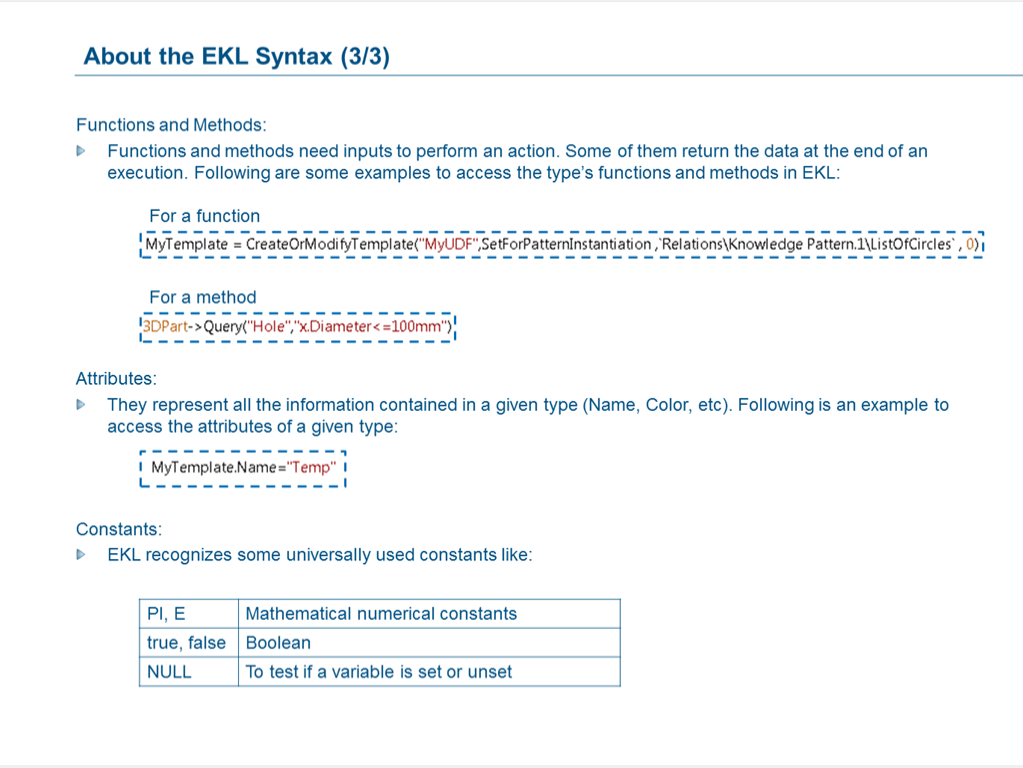 About the EKL Syntax (3/3)
Functions and Methods:
Functions and methods need inputs to perform an action. Some of them return the data at the end of an
execution. Following are some examples to access the type's functions and methods in EKL:
For a function
MyTemplate = CreateOrModifyTemplate("MyUDF",SetForPatternInstantiation ,`Relations\Knowledge Pattern.1\ListOfCircles` , 0)
For a method
3DPart->Query("Hole","x.Diameter<=100mm")
Attributes:
They represent all the information contained in a given type (Name, Color, etc). Following is an example to
access the attributes of a given type:
MyTemplate.Name="Temp"
Constants:
EKL recognizes some universally used constants like:
PI, E Mathematical numerical constants
true, false Boolean
NULL To test if a variable is set or unset